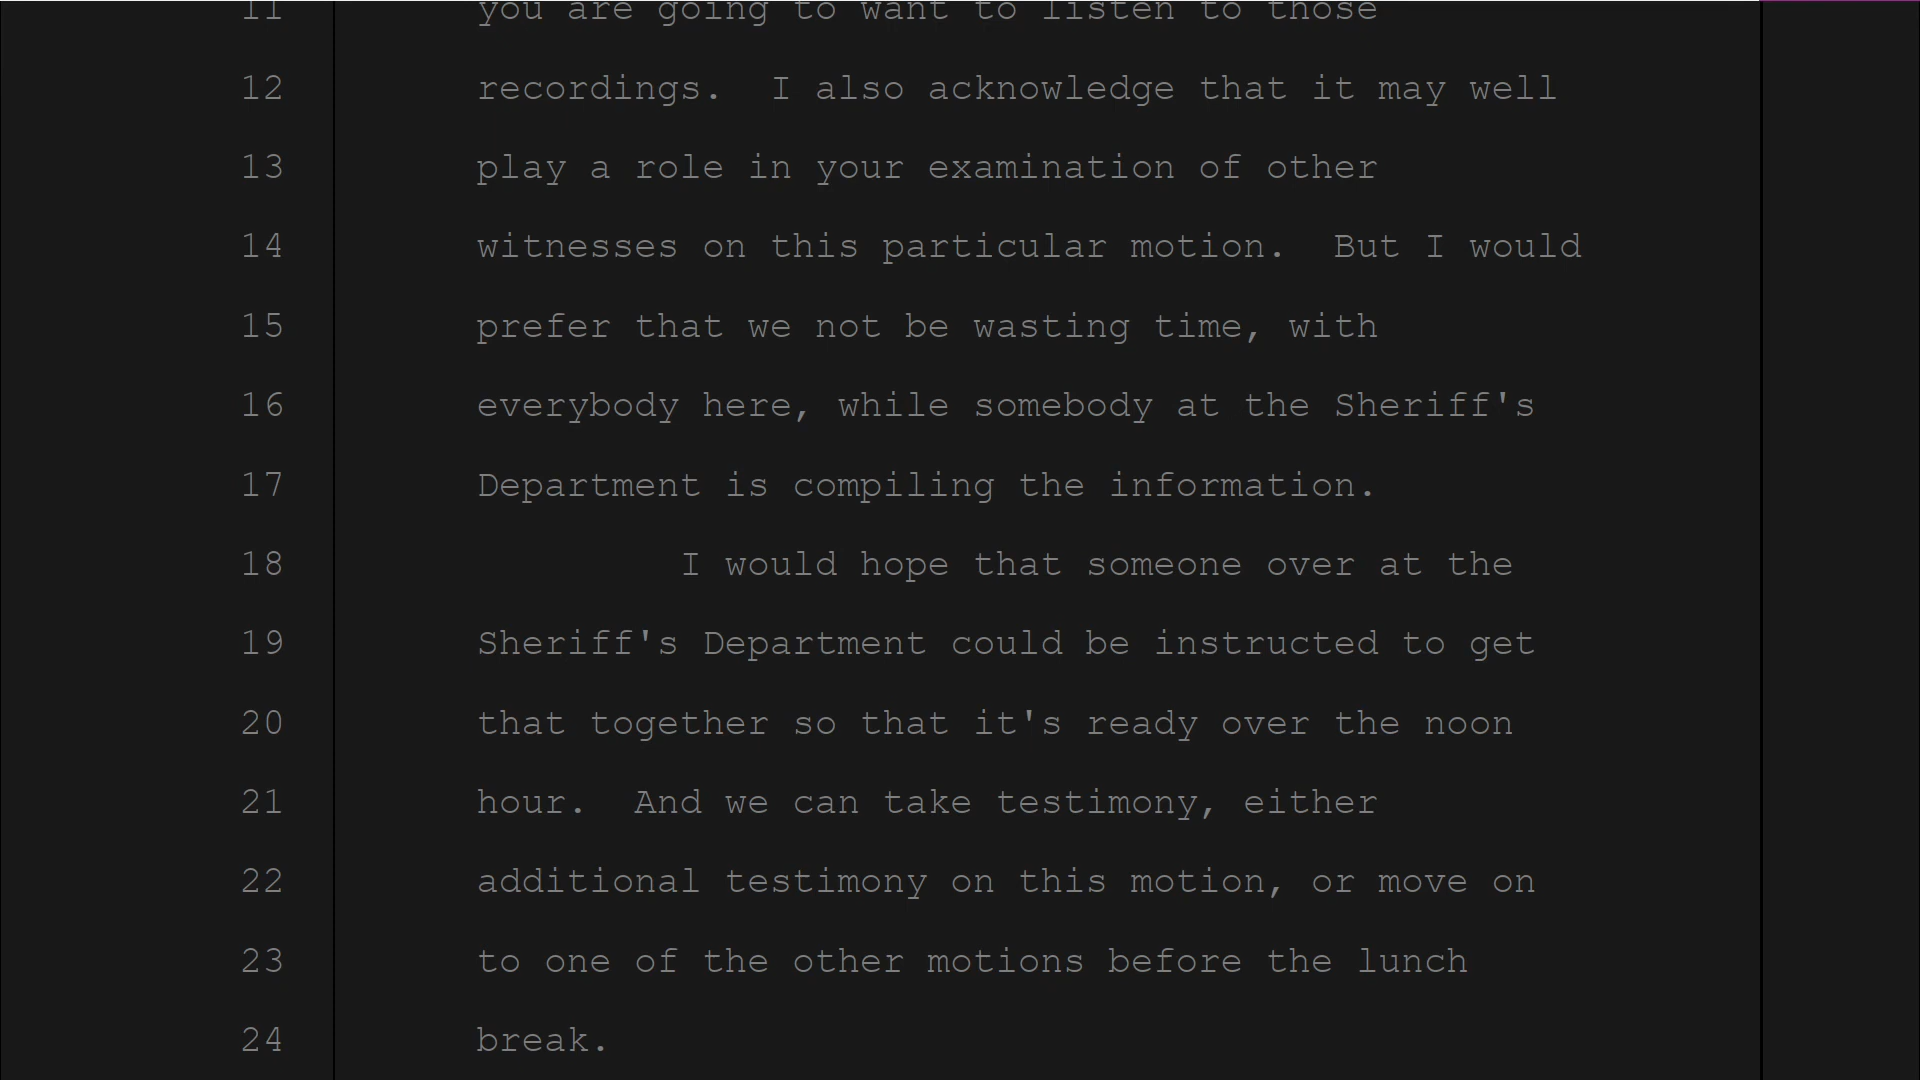 11 you are going to want to listen to those
12 recordings.  I also acknowledge that it may well
13 play a role in your examination of other
14 witnesses on this particular motion.  But I would
15 prefer that we not be wasting time, with
16 everybody here, while somebody at the Sheriff's
17 Department is compiling the information.
18 I would hope that someone over at the
19 Sheriff's Department could be instructed to get
20 that together so that it's ready over the noon
21 hour.  And we can take testimony, either
22 additional testimony on this motion, or move on
23 to one of the other motions before the lunch
24 break.